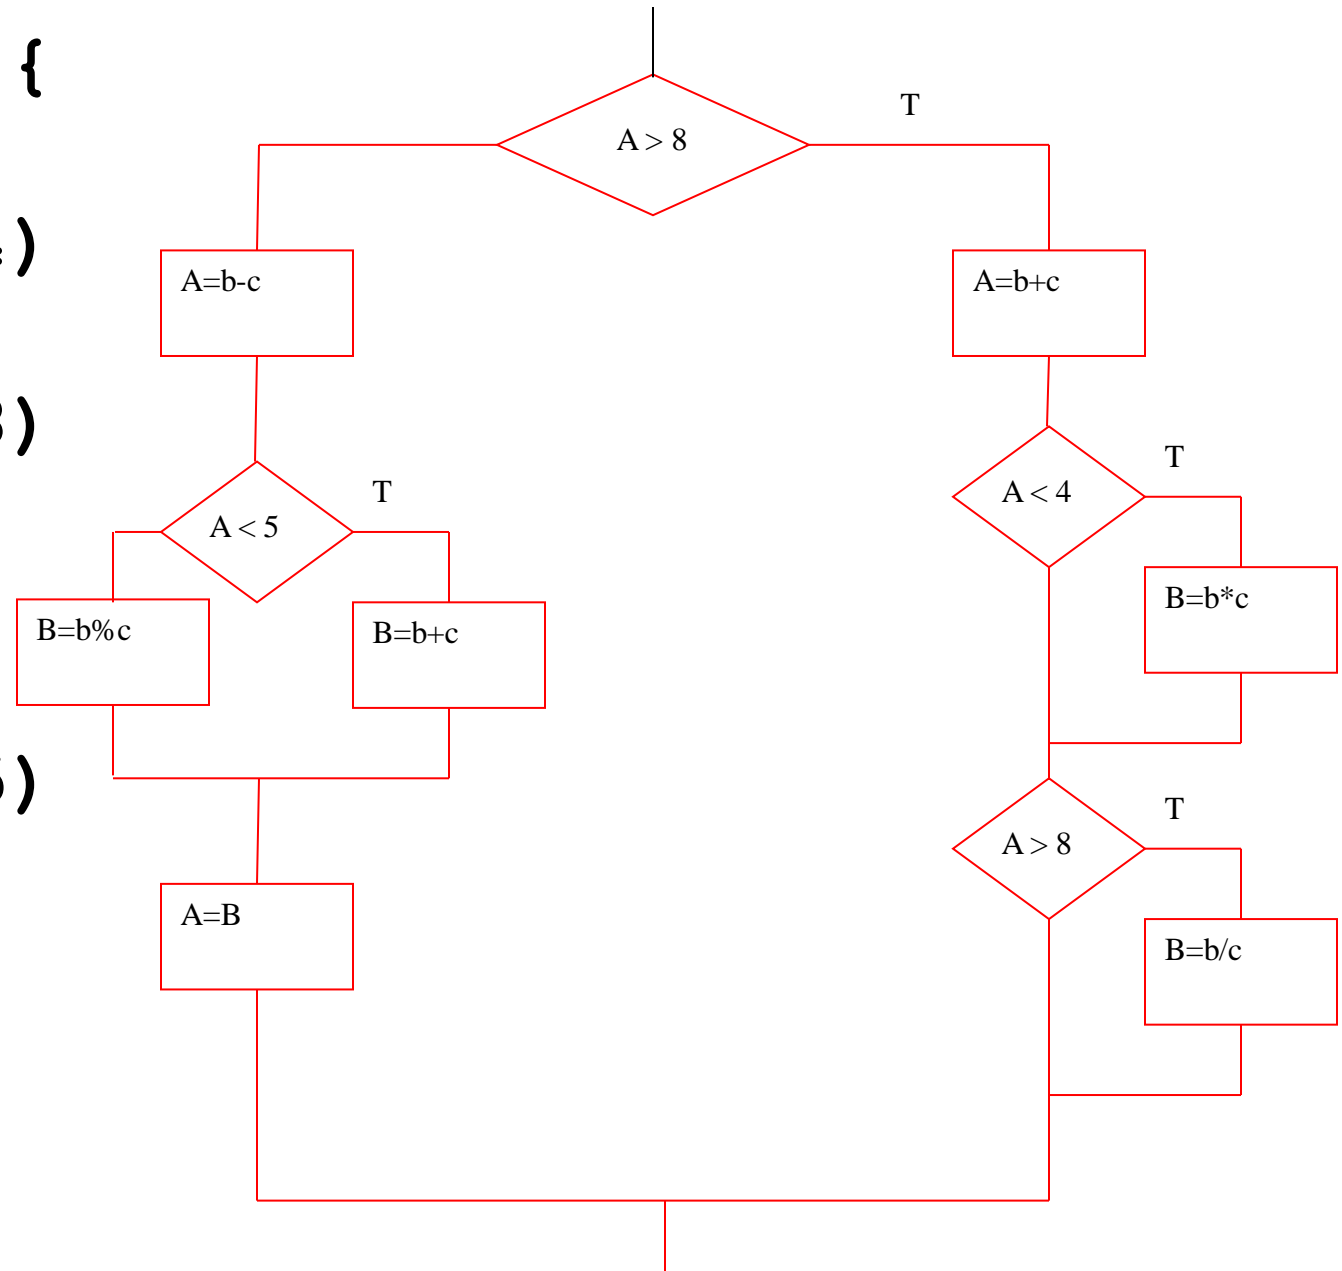 {
T
A > 8
)
A=b-c
A=b+c
)
T
A < 4
T
A < 5
B=b*c
B=b%c
B=b+c
)
T
A > 8
A=B
B=b/c